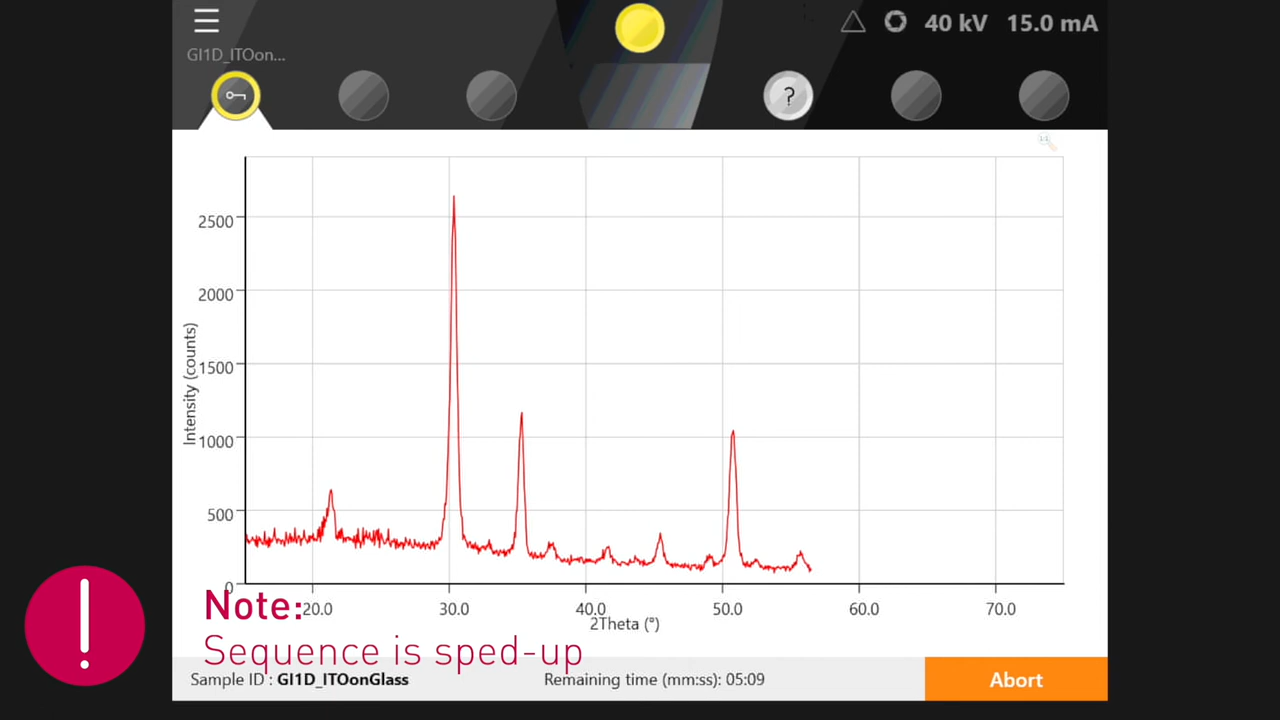 40 kV 15.0 mA
GI1D_ITOon...
?
2500
2000
1500
1000
500
0
Intensity (counts)
20.0 30.0 40.0 50.0 60.0 70.0
2Theta (°)
Note:
Sequence is sped-up
Sample ID : GI1D_ITOonGlass Remaining time (mm:ss): 05:09 Abort